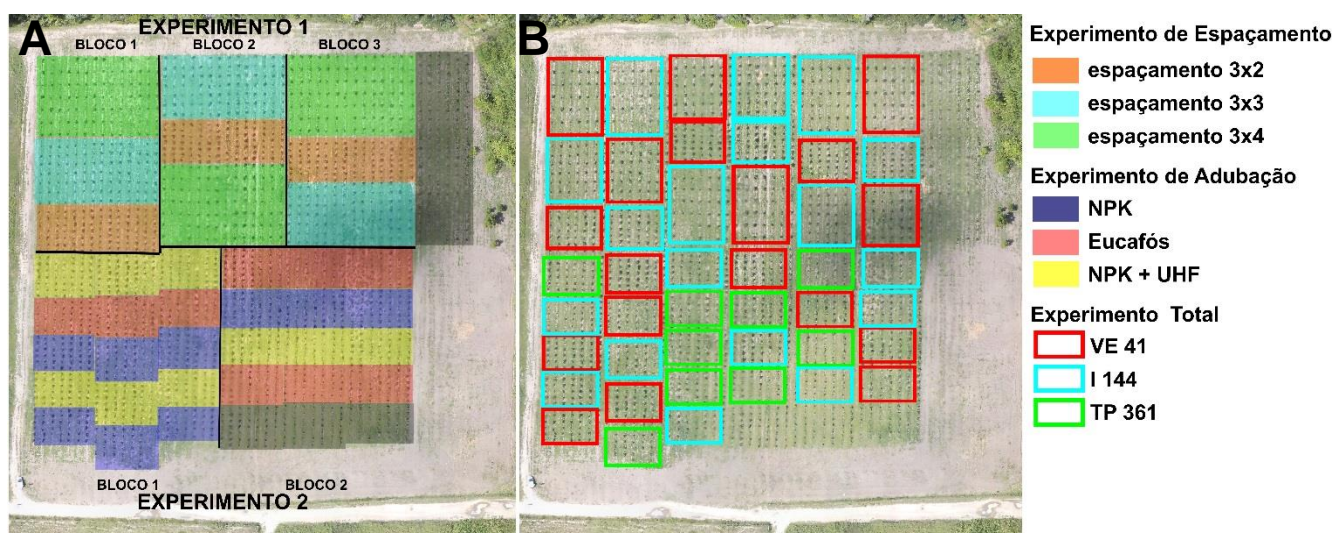 A
EXPERIMENTO 1
BLOCO 1
BLOCO 2
BLOCO 3
BLOCO 1
BLOCO 2
EXPERIMENTO 2
B
Experimento de Espaçamento
espaçamento 3x2
espaçamento 3x3
espaçamento 3x4
Experimento de Adubação
NPK
Eucafós
NPK + UHF
Experimento Total
VE 41
I 144
TP 361